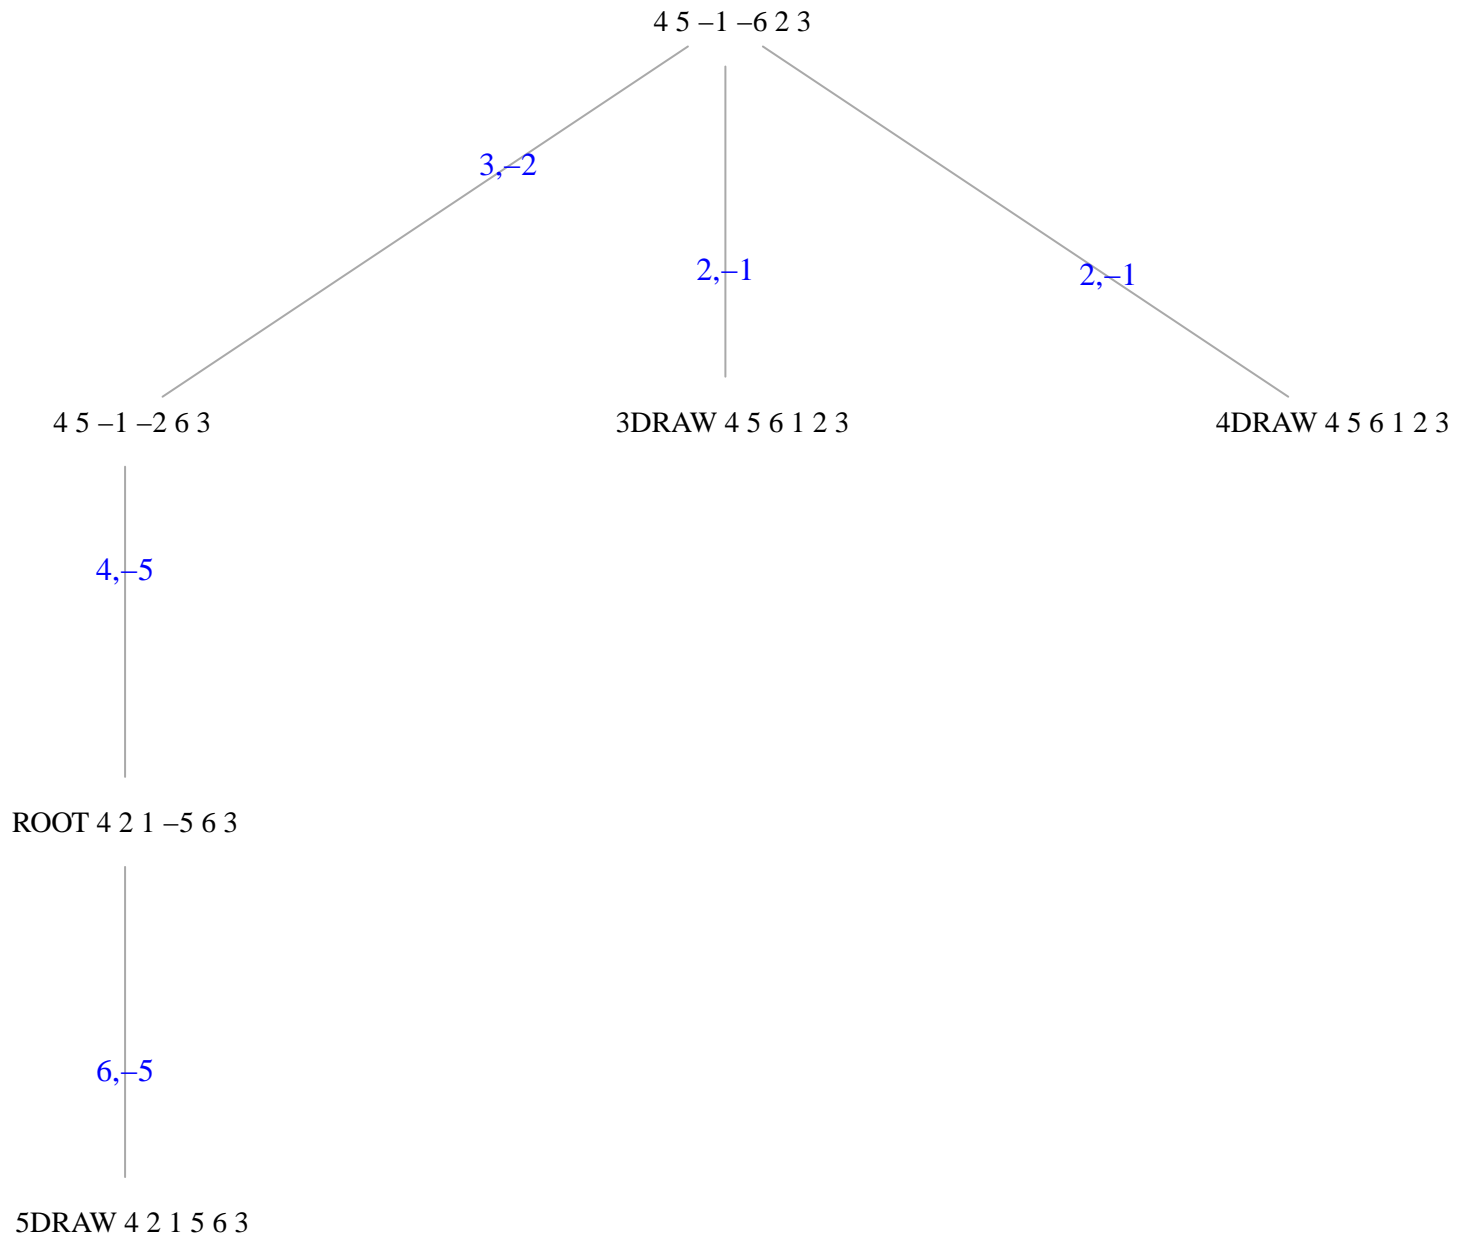 4 5 –1 –6 2 3
3,–2
2,–1
2,–1
4 5 –1 –2 6 3
3DRAW 4 5 6 1 2 3
4DRAW 4 5 6 1 2 3
4,–5
ROOT 4 2 1 –5 6 3
6,–5
5DRAW 4 2 1 5 6 3